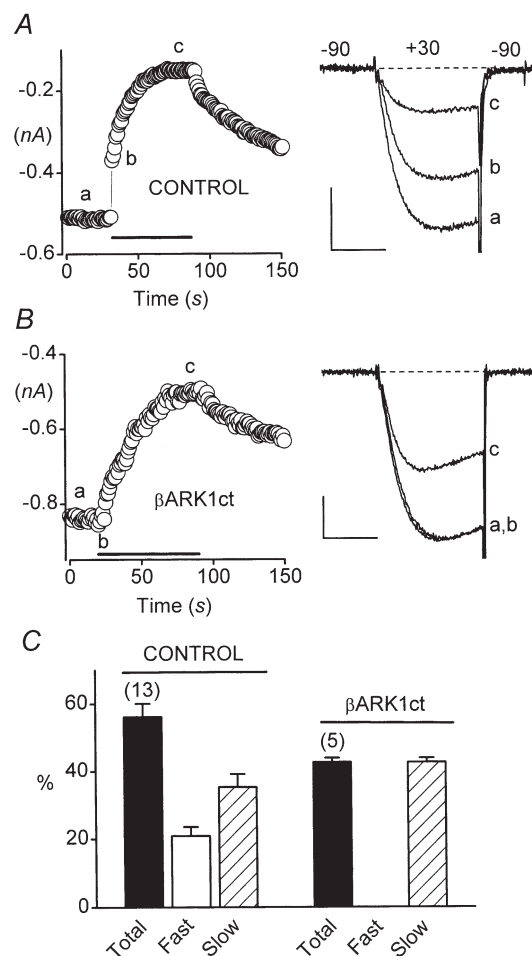 A
c
-0.2
(nA)
-0.4
b
a
CONTROL
-0.6
0
50
100
150
Time (s)
-90
+30
-90
c
b
a
B
-0.4
c
(nA)
-0.6
a
-0.8
b
βARK1ct
0
50
100
150
Time (s)
c
a,b
C
CONTROL
(13)
βARK1ct
(5)
60
%
40
20
0
Total
Fast
Slow
Total
Fast
Slow